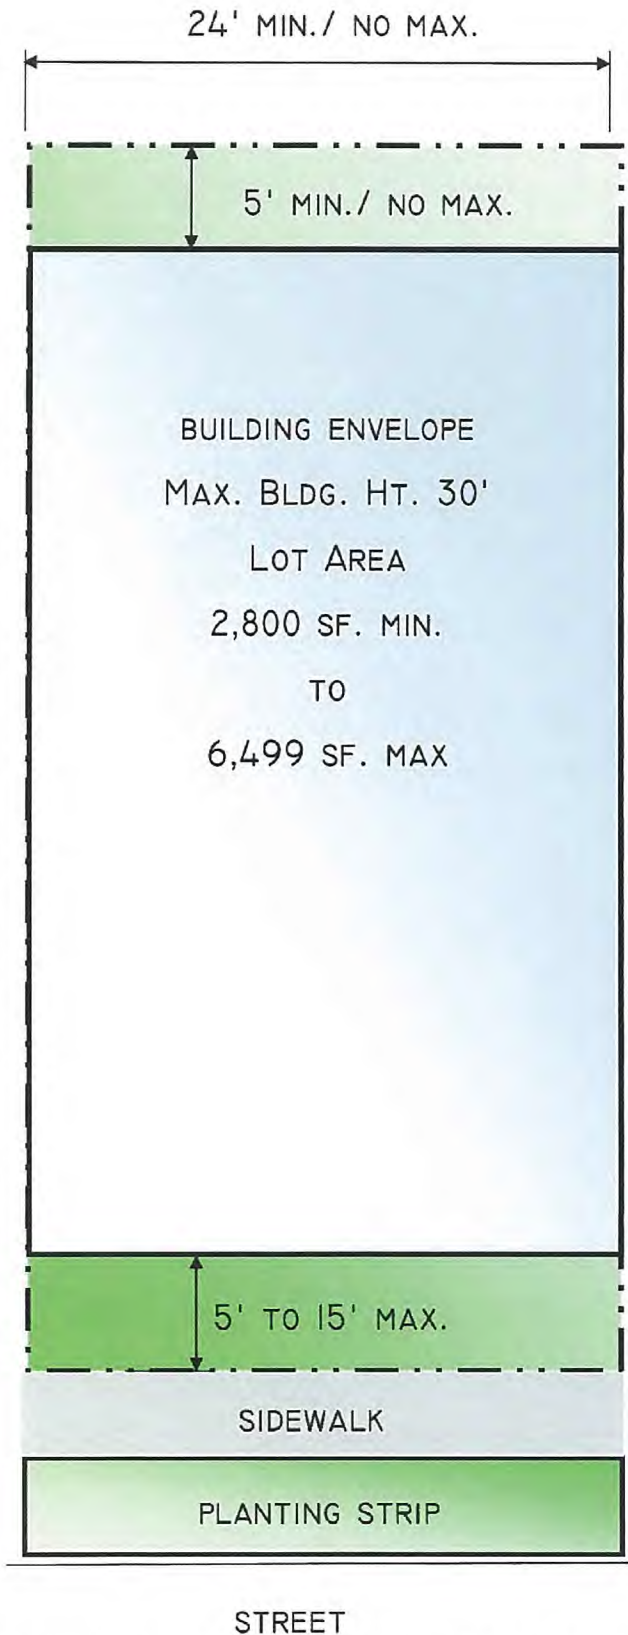 24' MIN./ NO MAX.
5' MIN./ NO MAX.
BUILDING ENVELOPE
MAX. BLDG. HT. 30'
LOT AREA
2,800 SF. MIN.
TO
6,499 SF. MAX
5' TO 15' MAX.
SIDEWALK
PLANTING STRIP
STREET